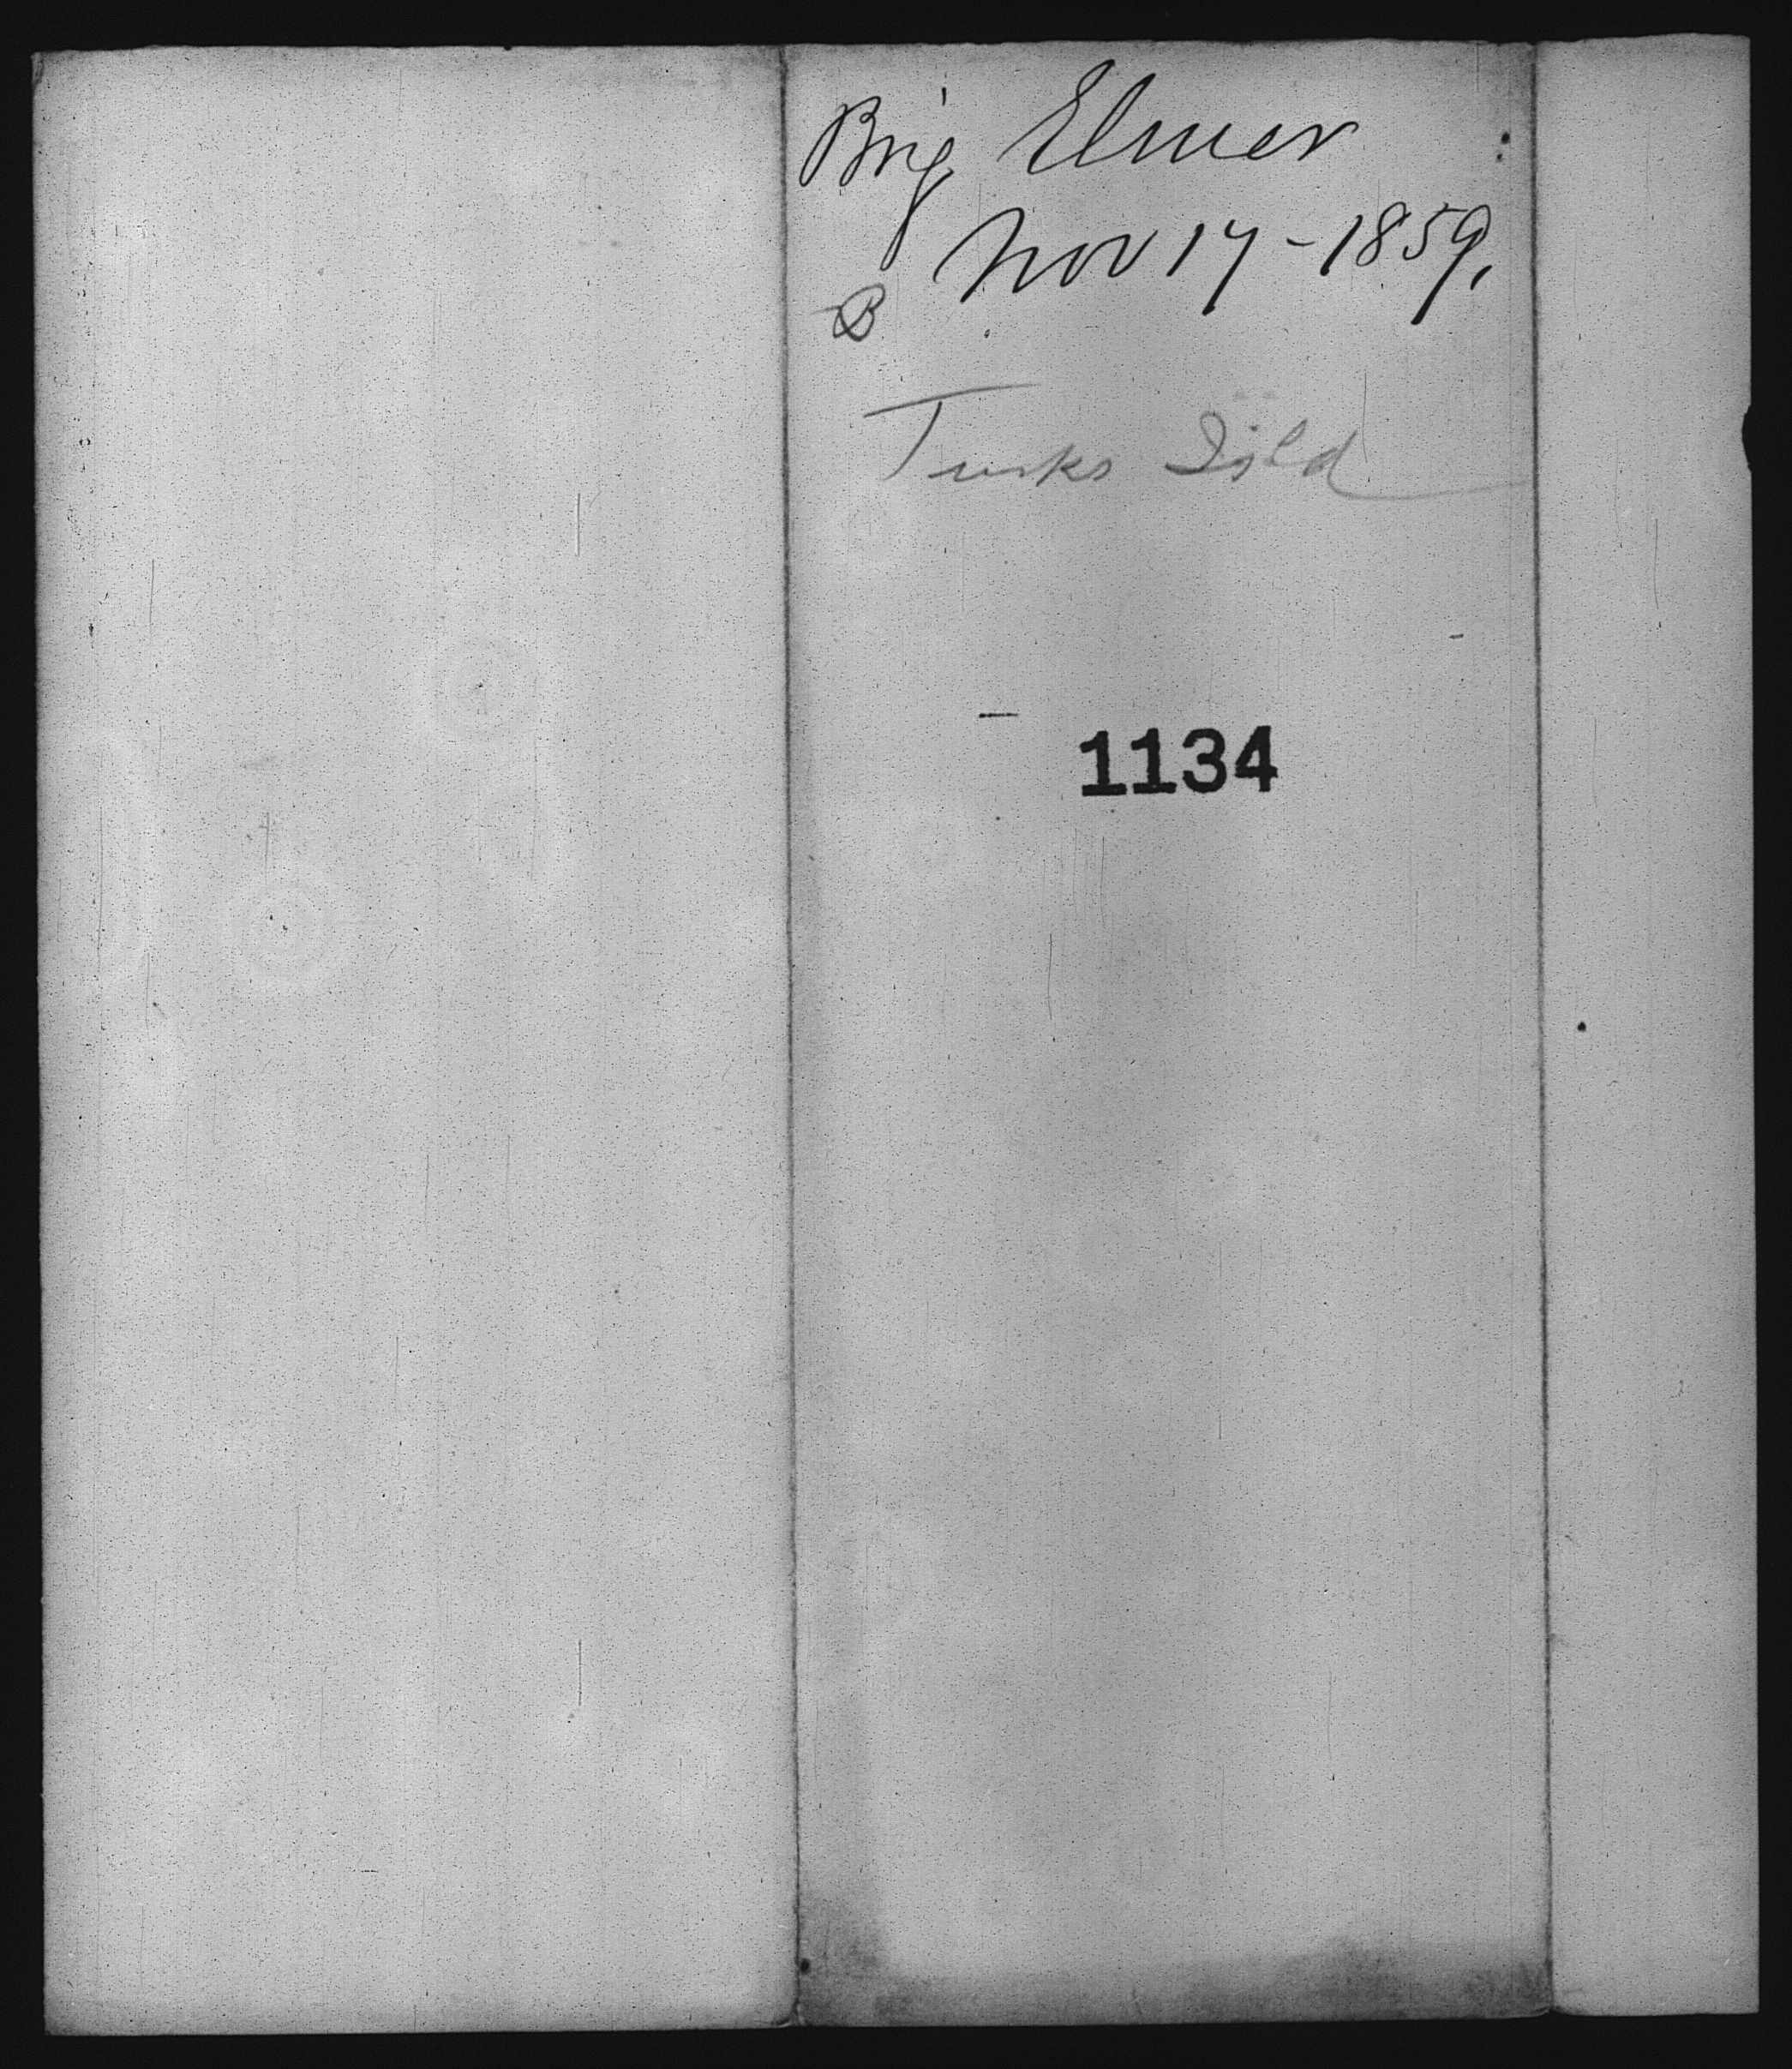 Brig Elmer
Nov 17-1859,
B
Turks Isld
1134